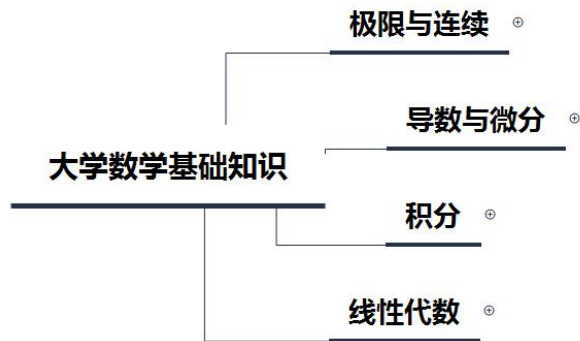 极限与连续
导数与微分
大学数学基础知识
积分
线性代数